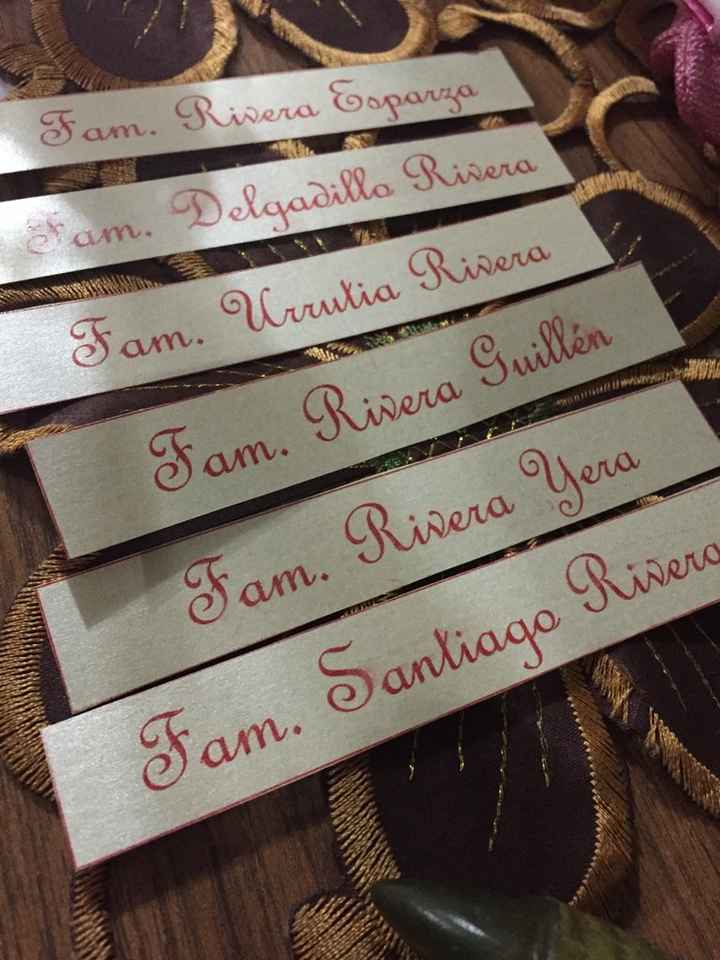 Fam. Rivera Esparza
Fam. Delgadillo Rivera
Fam. Urrutia Rivera
Fam. Rivera Guillén
Fam. Rivera Yera
Fam. Santiago Rivera